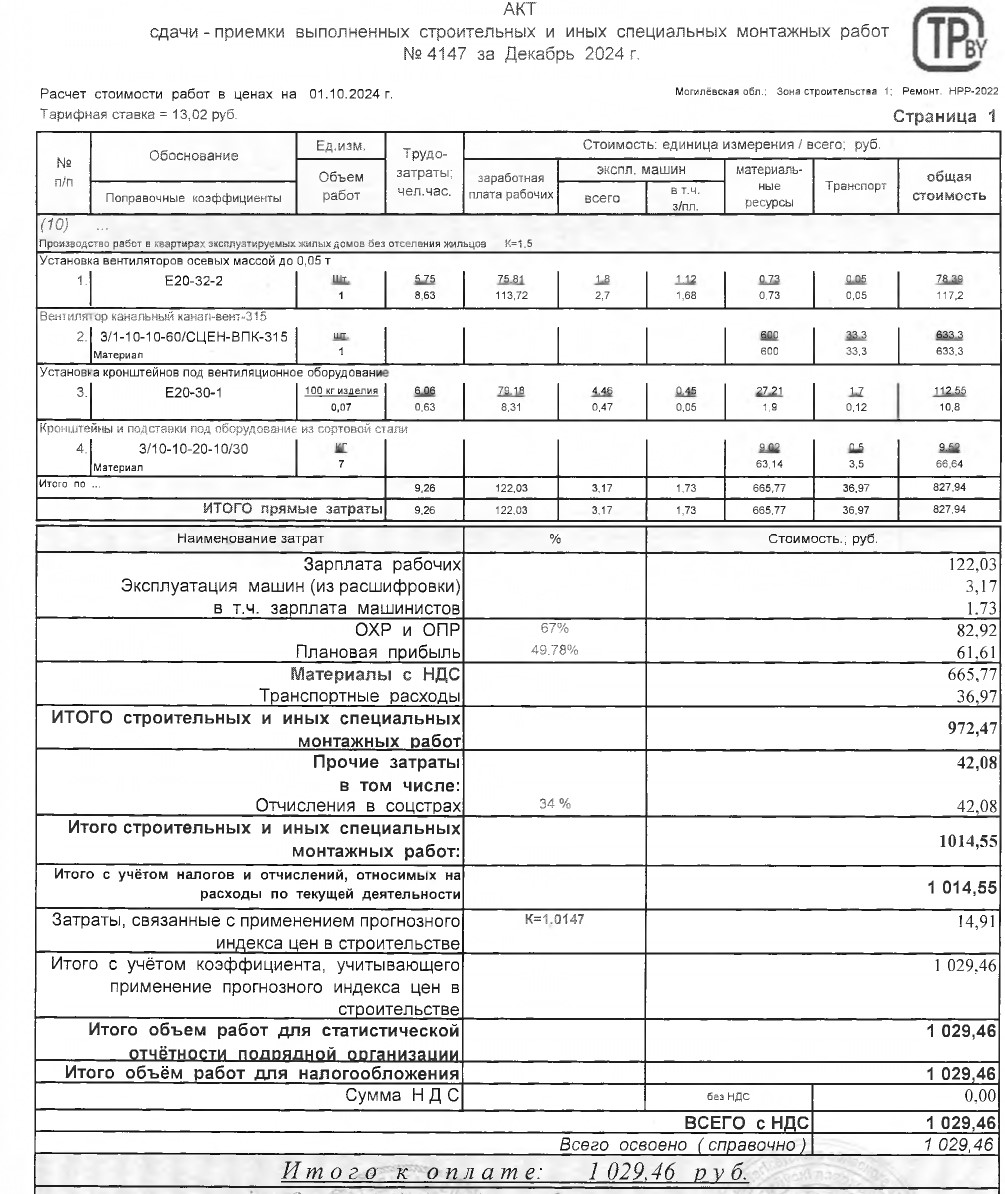 АКТ
сдачи - приемки выполненных строительных и иных специальных монтажных работ
№ 4147 за Декабрь 2024 г.
TPBY
Расчет стоимости работ в ценах на 01.10.2024 г.
Могилёвская обл.; Зона строительства 1; Ремонт. НРР-2022
Тарифная ставка = 13,02 руб.
Страница 1
№ п/п Обоснование Ед.изм. Трудо-затраты; чел.час. Стоимость: единица измерения / всего; руб.
Поправочные коэффициенты Объем работ заработная плата рабочих экспл. машин всего в т.ч. з/пл. материаль-ные ресурсы Транспорт общая стоимость
(10) ...
Производство работ в квартирах эксплуатируемых жилых домов без отселения жильцов К=1,5
Установка вентиляторов осевых массой до 0,05 т
1. Е20-32-2 шт. 5,75 75,81 1,8 1,12 0,73 0,05 78,39
1 8,63 113,72 2,7 1,68 0,73 0,05 117,2
Вентилятор канальный канал-вент-315
2. 3/1-10-10-60/СЦЕН-ВПК-315 шт. 600 33,3 633,3
Материал 1 600 33,3 633,3
Установка кронштейнов под вентиляционное оборудование
3. Е20-30-1 100 кг изделия 6,06 79,18 4,46 0,45 27,21 1,7 112,55
0,07 0,63 8,31 0,47 0,05 1,9 0,12 10,8
Кронштейны и подставки под оборудование из сортовой стали
4. 3/10-10-20-10/30 КГ 9,02 0,5 9,52
Материал 7 63,14 3,5 66,64
Итого по ... 9,26 122,03 3,17 1,73 665,77 36,97 827,94
ИТОГО прямые затраты 9,26 122,03 3,17 1,73 665,77 36,97 827,94
Наименование затрат % Стоимость.; руб.
Зарплата рабочих 122,03
Эксплуатация машин (из расшифровки) 3,17
в т.ч. зарплата машинистов 1.73
ОХР и ОПР 67% 82,92
Плановая прибыль 49.78% 61,61
Материалы с НДС 665,77
Транспортные расходы 36,97
ИТОГО строительных и иных специальных
монтажных работ 972,47
Прочие затраты 42,08
в том числе:
Отчисления в соцстрах 34 % 42,08
Итого строительных и иных специальных
монтажных работ: 1014,55
Итого с учётом налогов и отчислений, относимых на
расходы по текущей деятельности 1 014,55
Затраты, связанные с применением прогнозного К=1,0147 14,91
индекса цен в строительстве
Итого с учётом коэффициента, учитывающего 1 029,46
применение прогнозного индекса цен в
строительстве
Итого объем работ для статистической 1 029,46
отчётности подрядной организации
Итого объём работ для налогообложения 1 029,46
Сумма Н Д С без НДС 0,00
ВСЕГО с НДС 1 029,46
Всего освоено ( справочно ) 1 029,46
Итого к оплате: 1 029,46 руб.